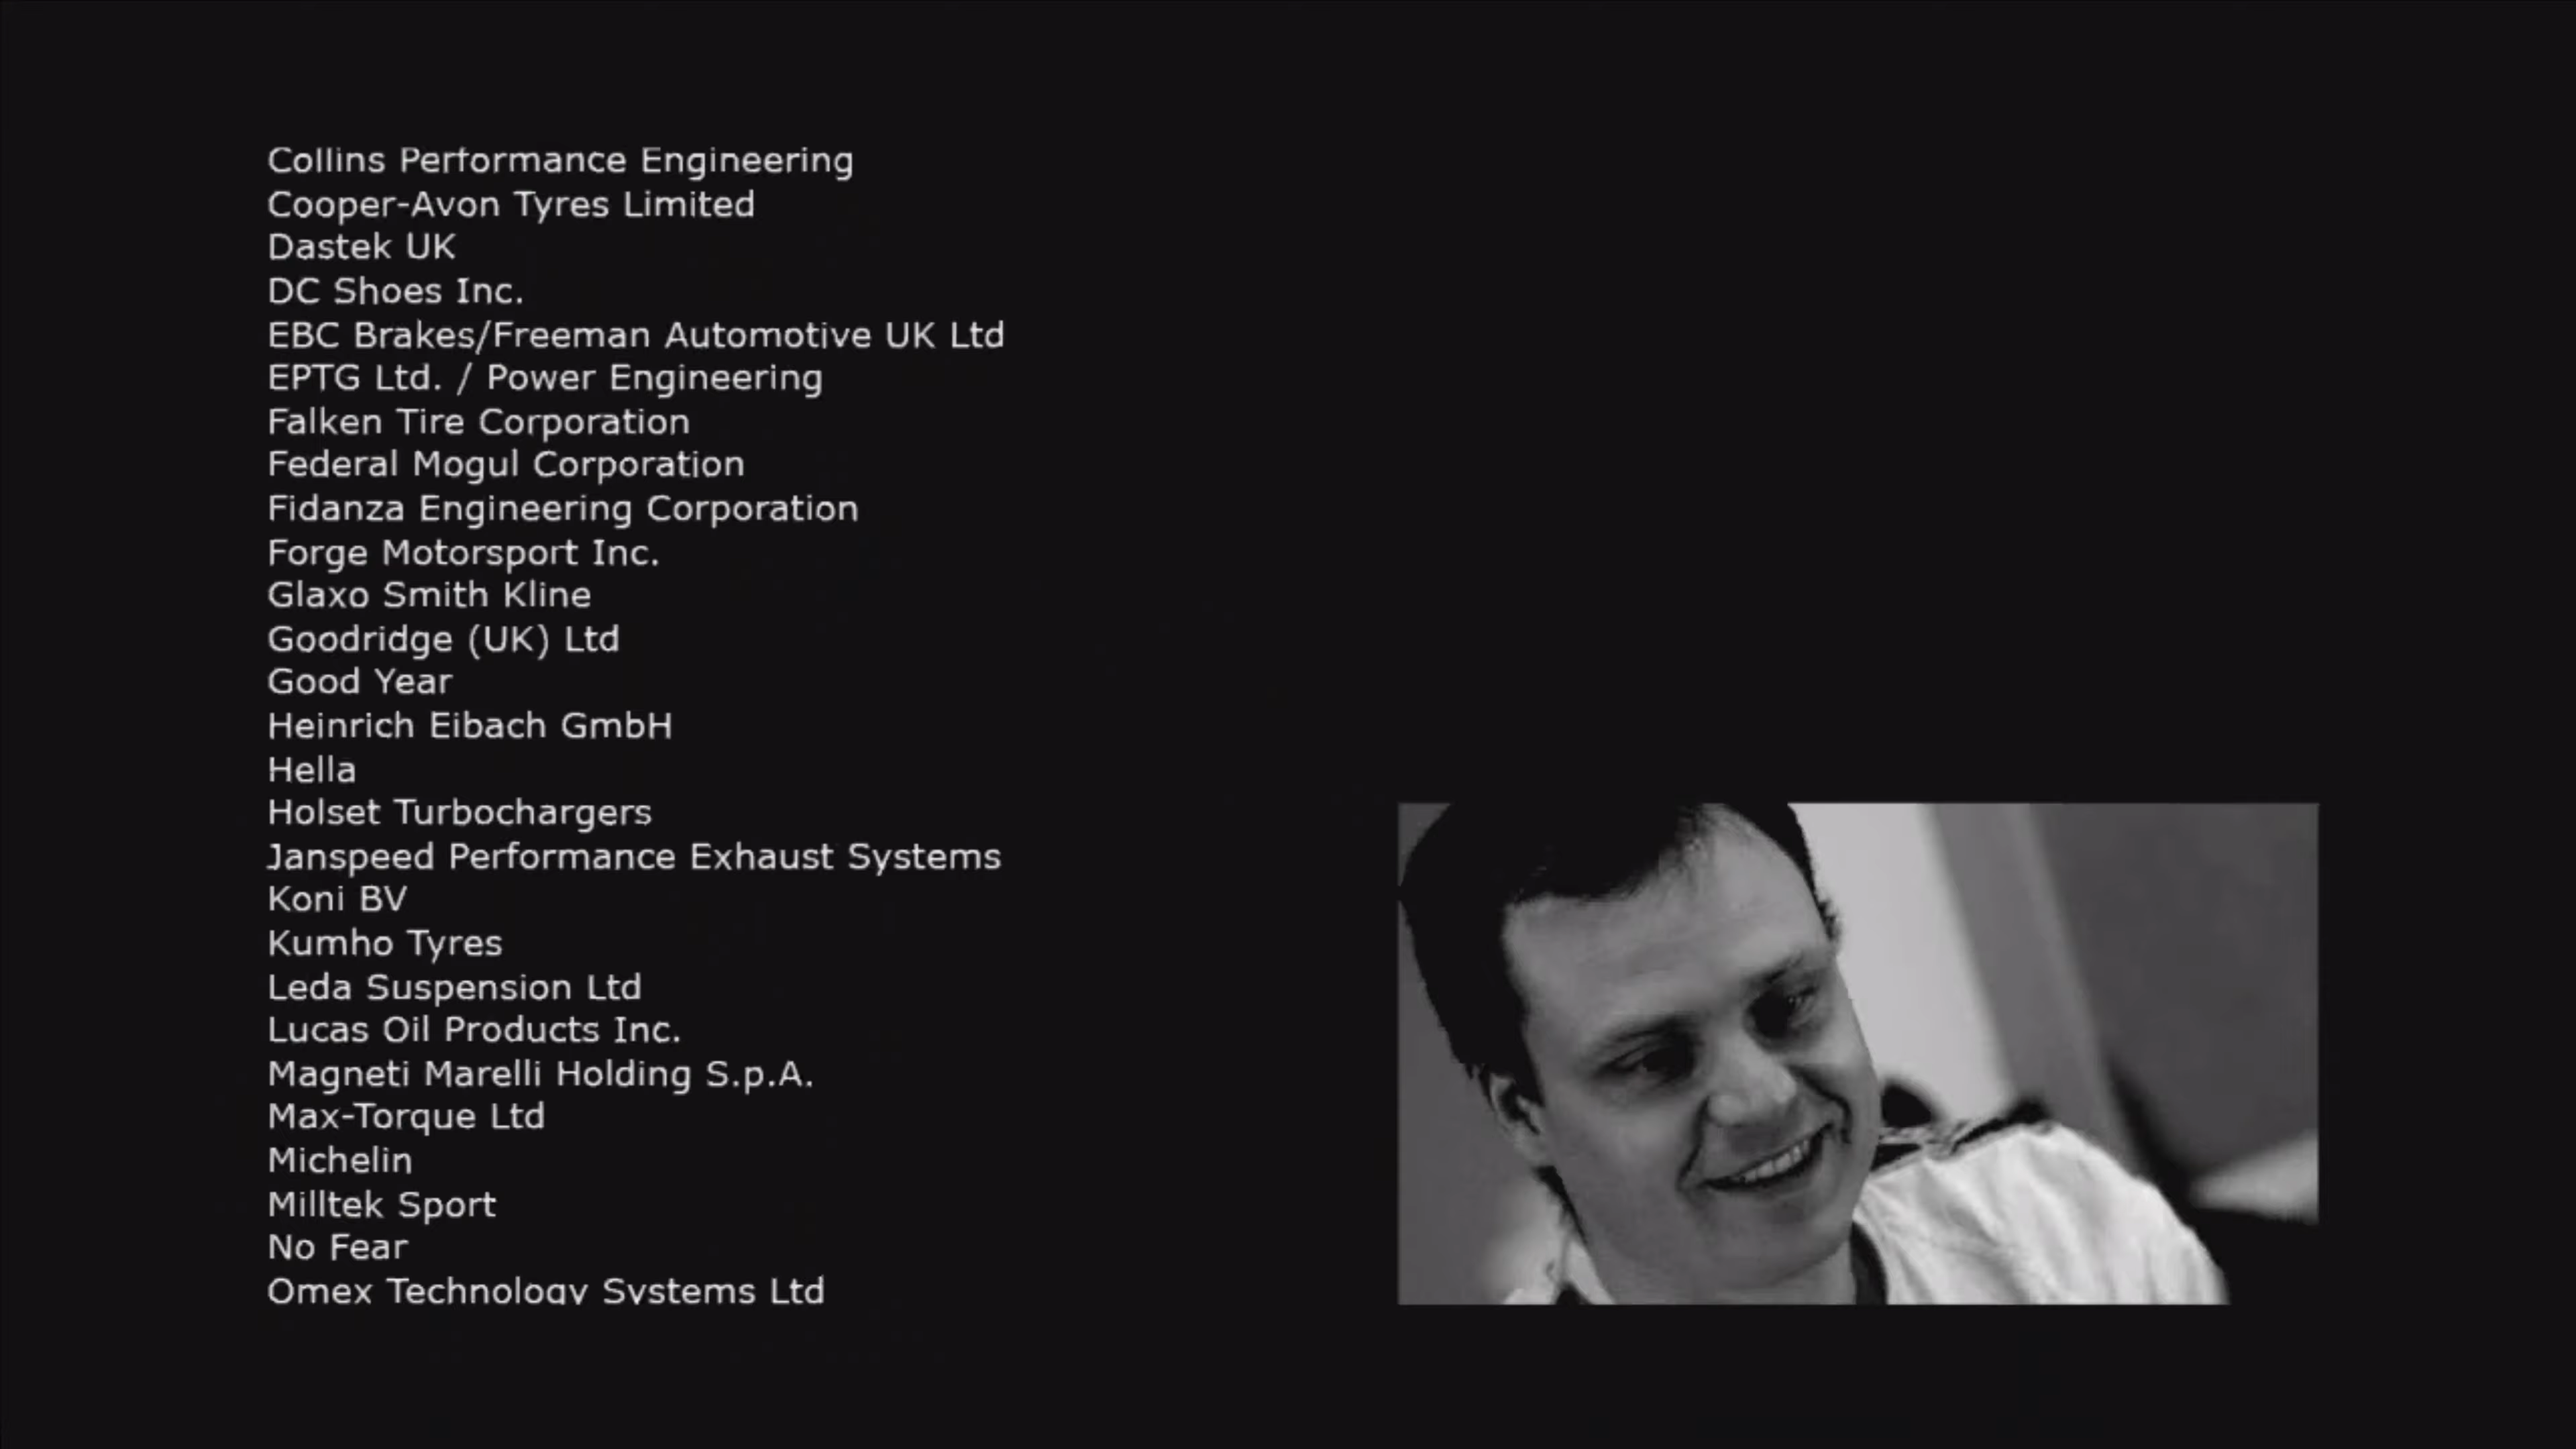 Collins Performance Engineering
Cooper-Avon Tyres Limited
Dastek UK
DC Shoes Inc.
EBC Brakes/Freeman Automotive UK Ltd
EPTG Ltd. / Power Engineering
Falken Tire Corporation
Federal Mogul Corporation
Fidanza Engineering Corporation
Forge Motorsport Inc.
Glaxo Smith Kline
Goodridge (UK) Ltd
Good Year
Heinrich Eibach GmbH
Hella
Holset Turbochargers
Janspeed Performance Exhaust Systems
Koni BV
Kumho Tyres
Leda Suspension Ltd
Lucas Oil Products Inc.
Magneti Marelli Holding S.p.A.
Max-Torque Ltd
Michelin
Milltek Sport
No Fear
Omex Technology Systems Ltd